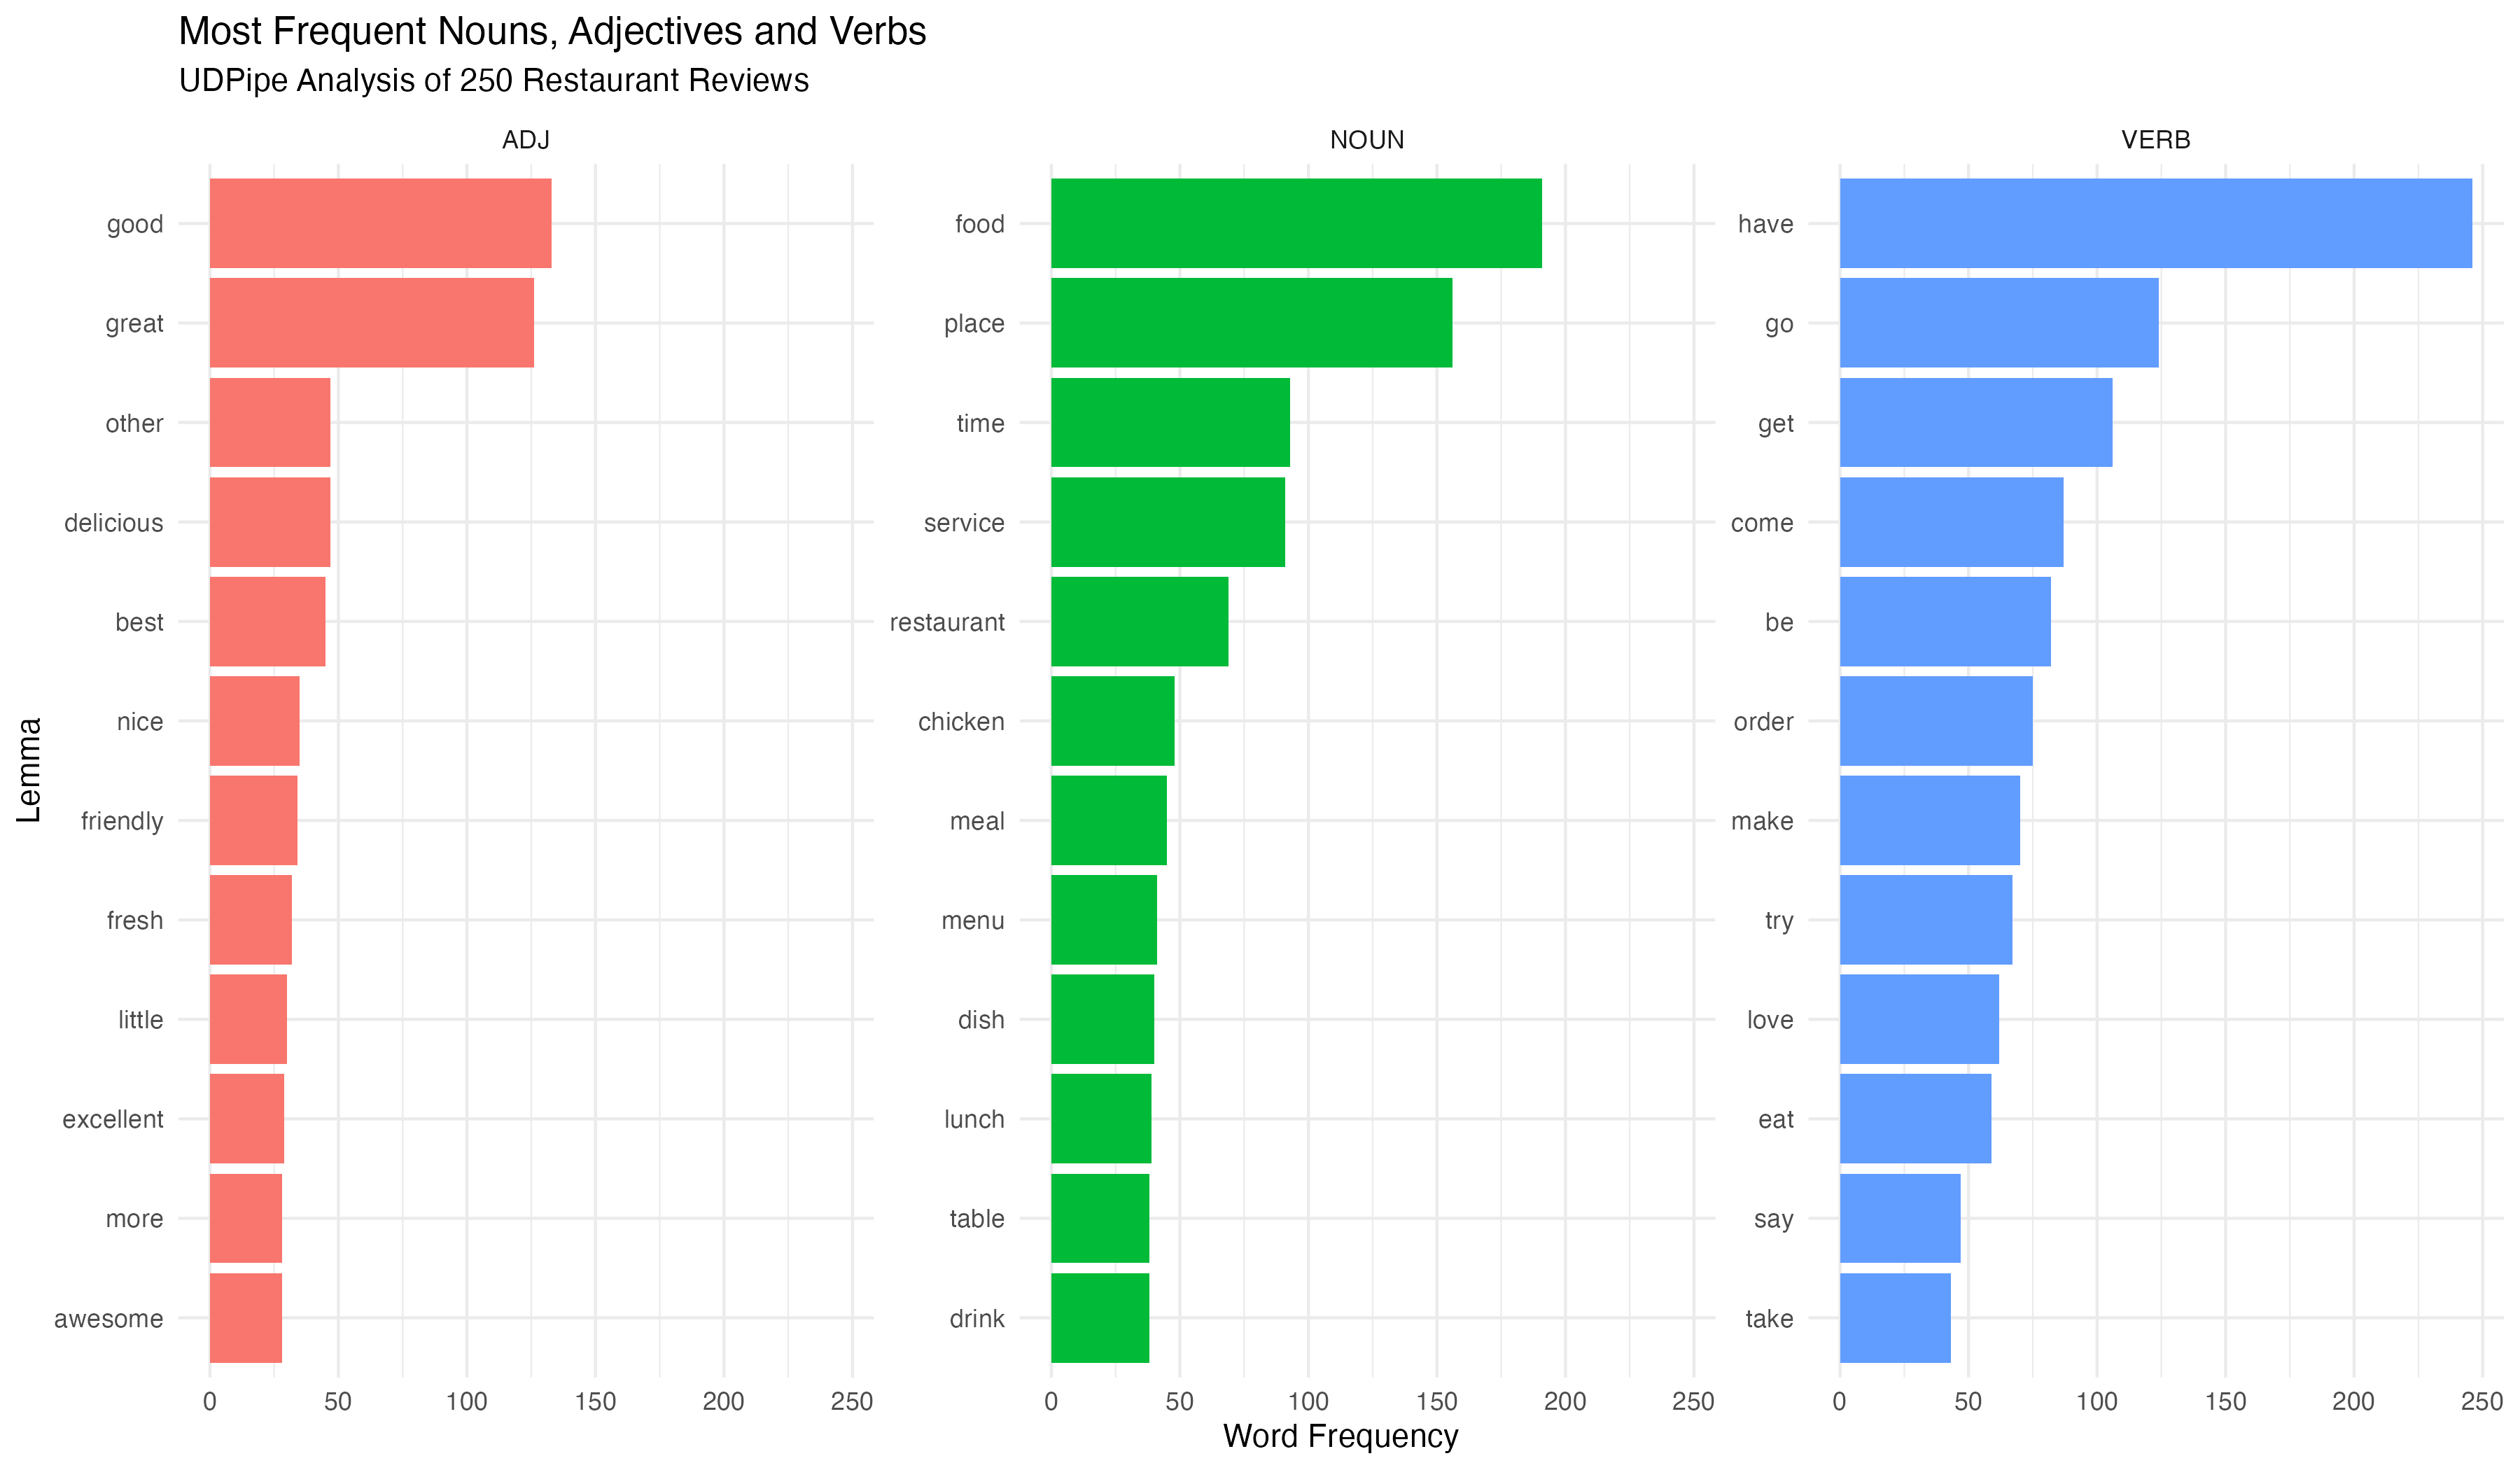 Most Frequent Nouns, Adjectives and Verbs
UDPipe Analysis of 250 Restaurant Reviews
ADJ
good
great
other
delicious
best
nice
friendly
fresh
little
excellent
more
awesome
0 50 100 150 200 250
NOUN
food
place
time
service
restaurant
chicken
meal
menu
dish
lunch
table
drink
0 50 100 150 200 250
VERB
have
go
get
come
be
order
make
try
love
eat
say
take
0 50 100 150 200 250
Lemma
Word Frequency